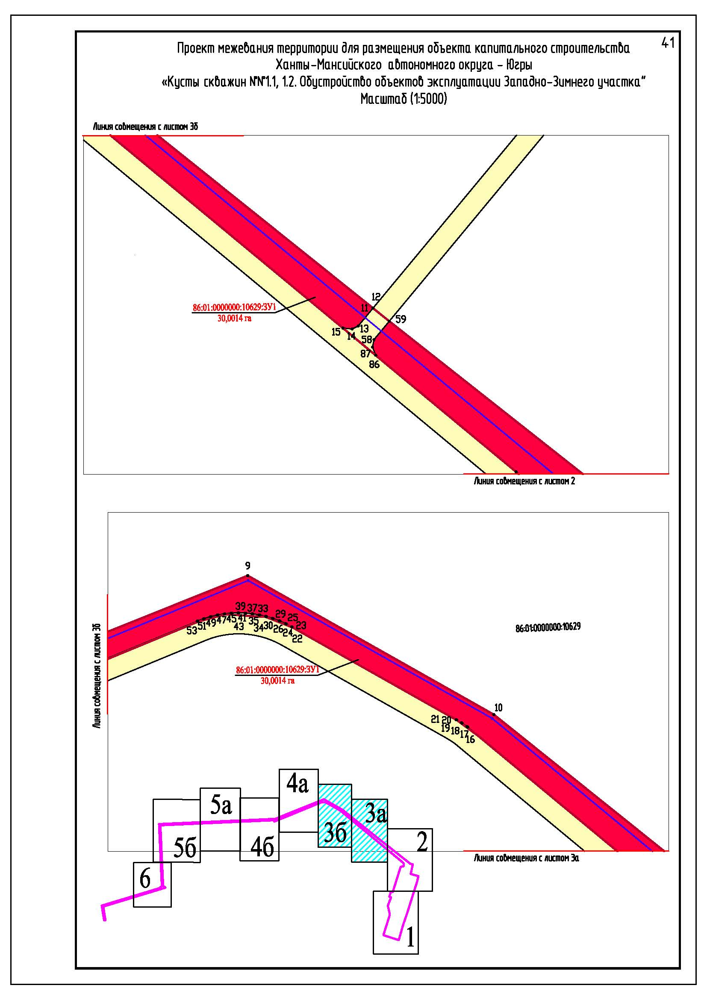 41
Проект межевания территории для размещения объекта капитального строительства
Ханты-Мансийского автономного округа - Югры
«Кусты скважин №№1.1, 1.2. Обустройство объектов эксплуатации Западно-Зимнего участка"
Масштаб (1:5000)
Линия совмещения с листом 3б
12
11
59
86:01:0000000:10629:ЗУ1
30,0014 га
13
15
14
58
87
86
Линия совмещения с листом 2
9
39
37
33
29
25
23
53
51
49
47
45
41
35
43
34
30
26
24
22
86:01:0000000:10629
Линия совмещения с листом 3б
86:01:0000000:10629:ЗУ1
30,0014 га
10
21
20
19
18
17
16
Линия совмещения с листом 3а
4а
5а
3а
3б
2
5б
4б
6
1